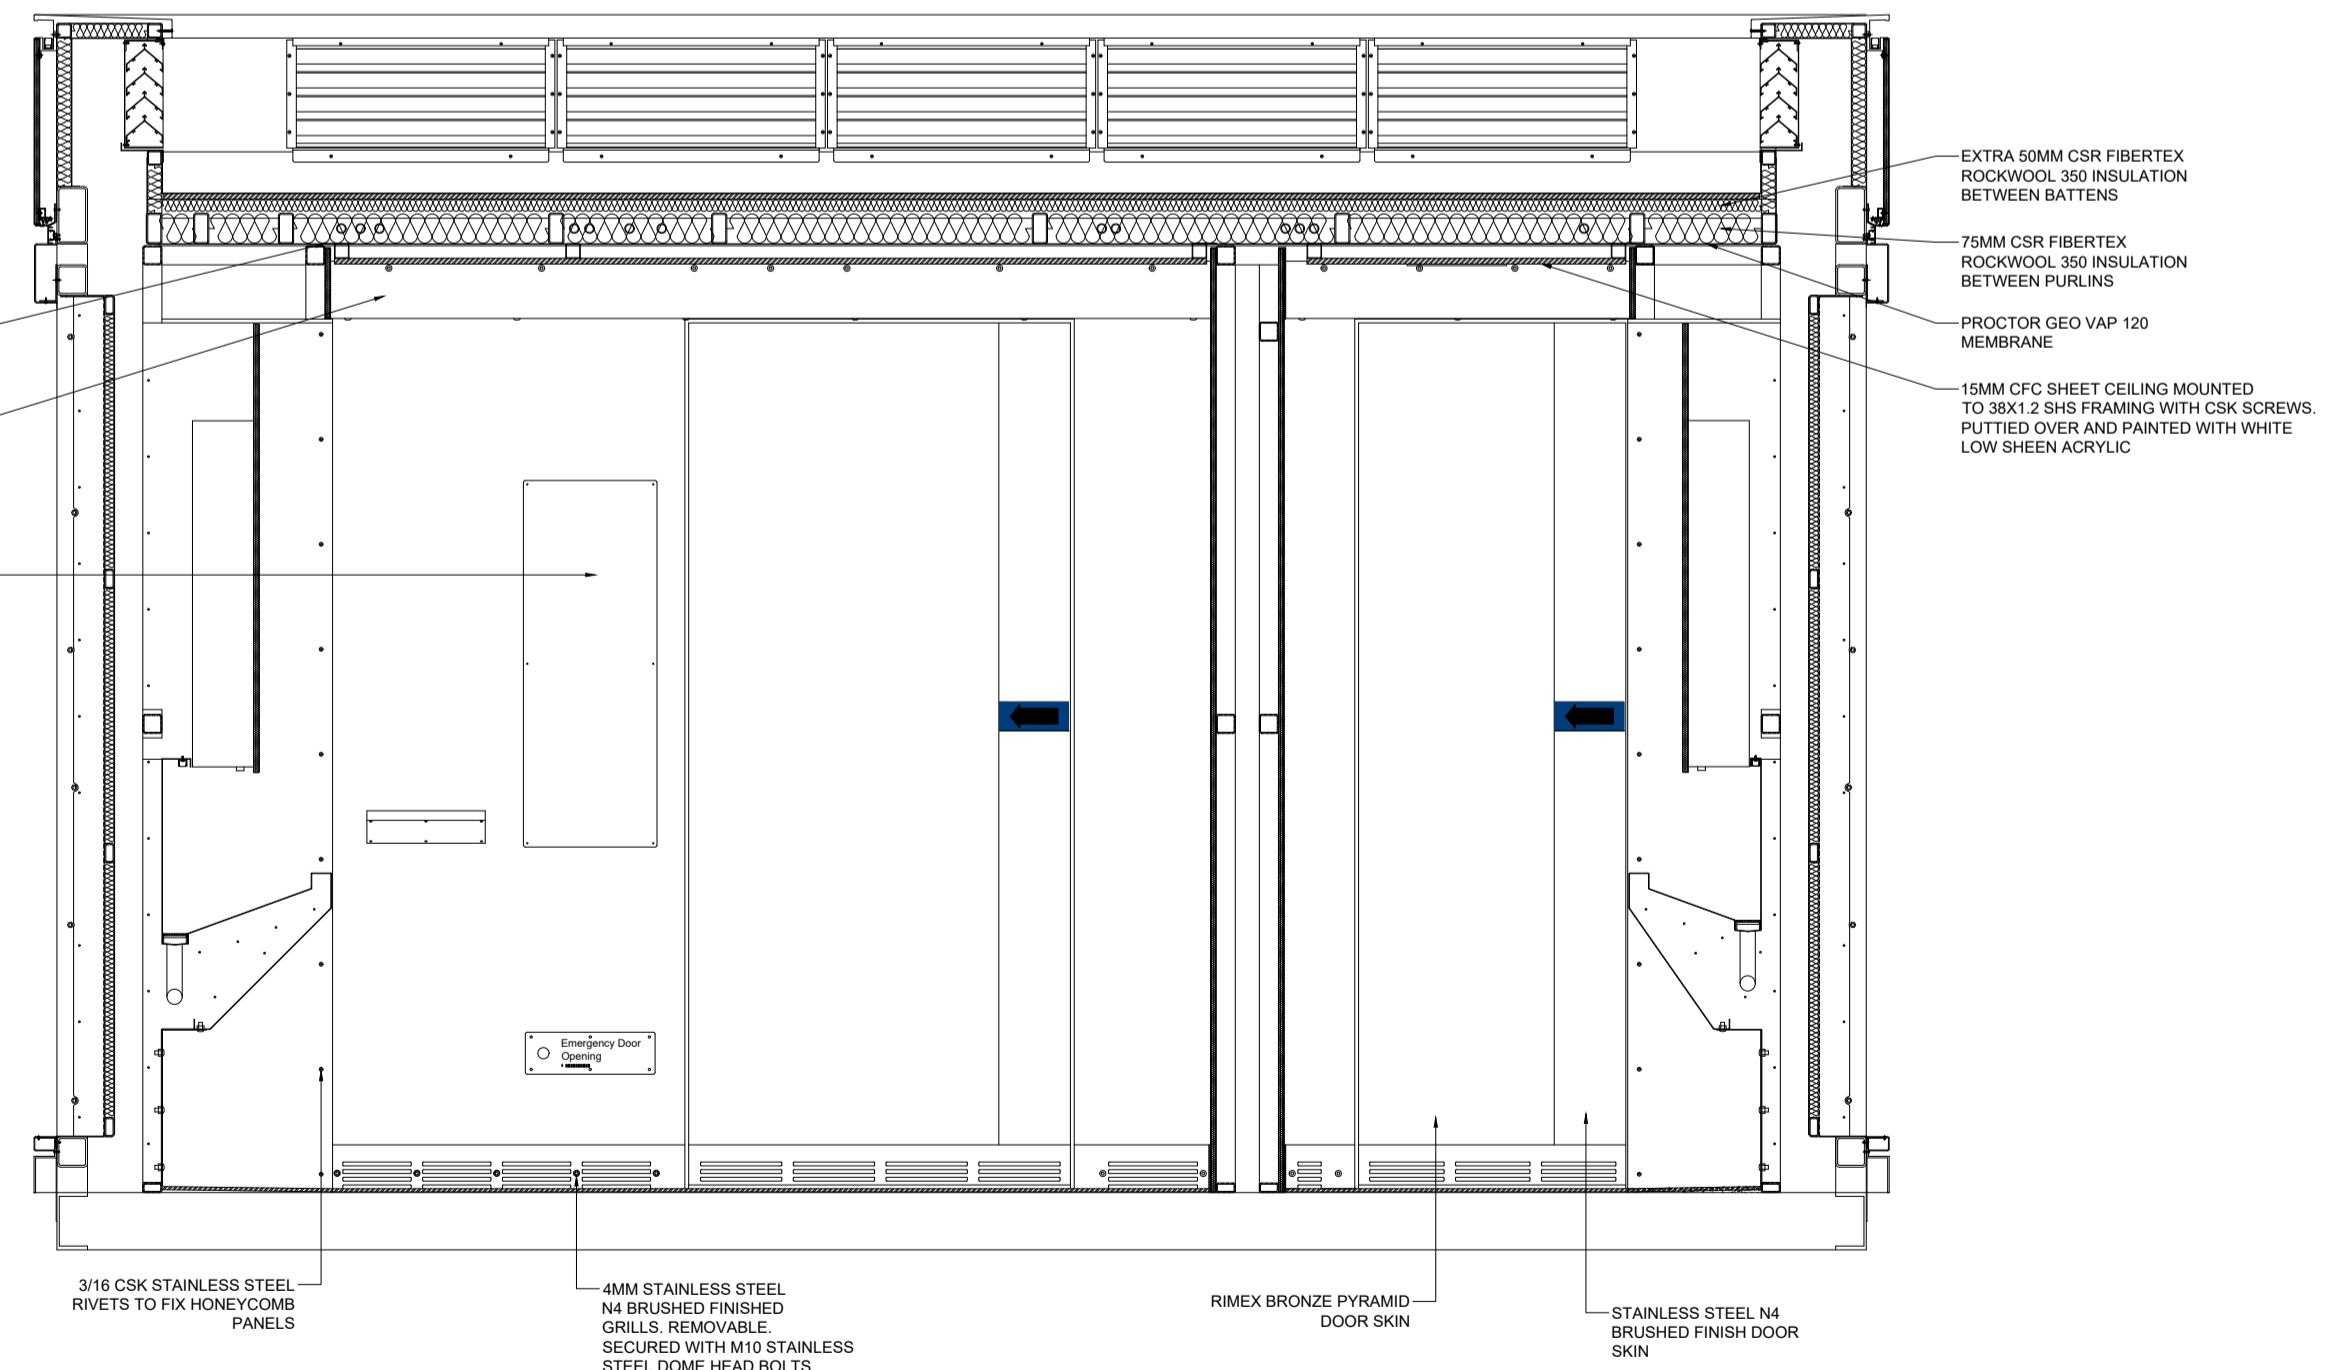 EXTRA 50MM CSR FIBERTEX
ROCKWOOL 350 INSULATION
BETWEEN BATTENS
75MM CSR FIBERTEX
ROCKWOOL 350 INSULATION
BETWEEN PURLINS
PROCTOR GEO VAP 120
MEMBRANE
15MM CFC SHEET CEILING MOUNTED
TO 38X1.2 SHS FRAMING WITH CSK SCREWS.
PUTTIED OVER AND PAINTED WITH WHITE
LOW SHEEN ACRYLIC
Emergency Door
Opening
3/16 CSK STAINLESS STEEL
RIVETS TO FIX HONEYCOMB
PANELS
4MM STAINLESS STEEL
N4 BRUSHED FINISHED
GRILLS. REMOVABLE.
SECURED WITH M10 STAINLESS
STEEL DOME HEAD BOLTS
RIMEX BRONZE PYRAMID
DOOR SKIN
STAINLESS STEEL N4
BRUSHED FINISH DOOR
SKIN